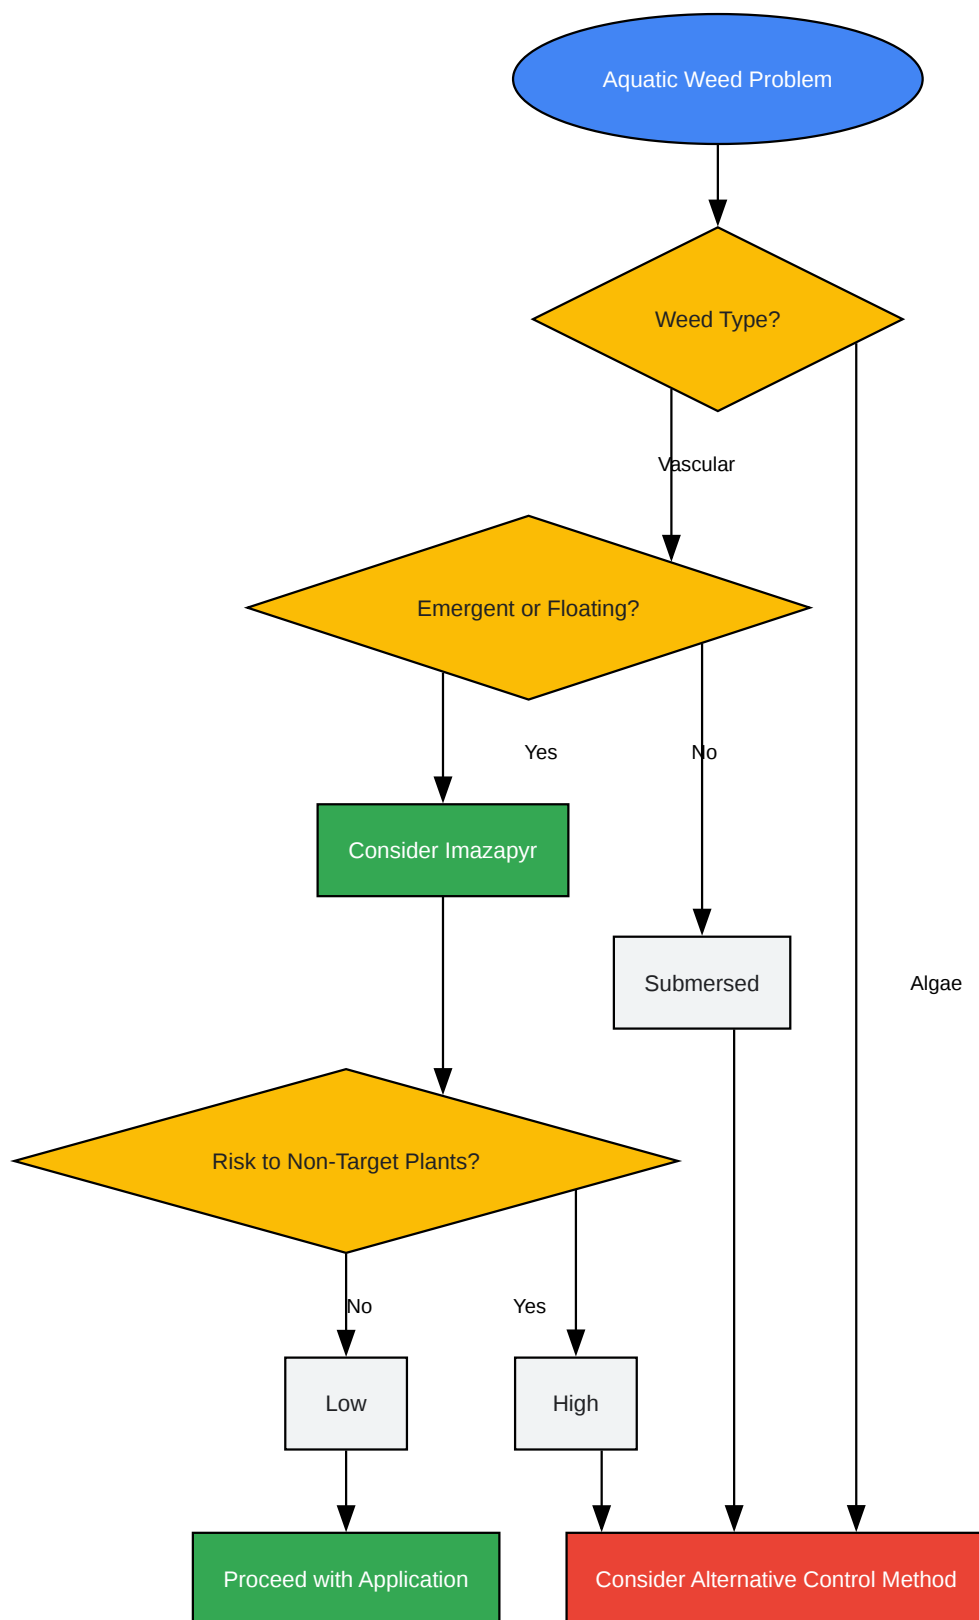 Aquatic Weed Problem
Weed Type?
Vascular
Emergent or Floating?
Yes
No
Consider Imazapyr
Submersed
Algae
Risk to Non-Target Plants?
No
Yes
Low
High
Proceed with Application
Consider Alternative Control Method